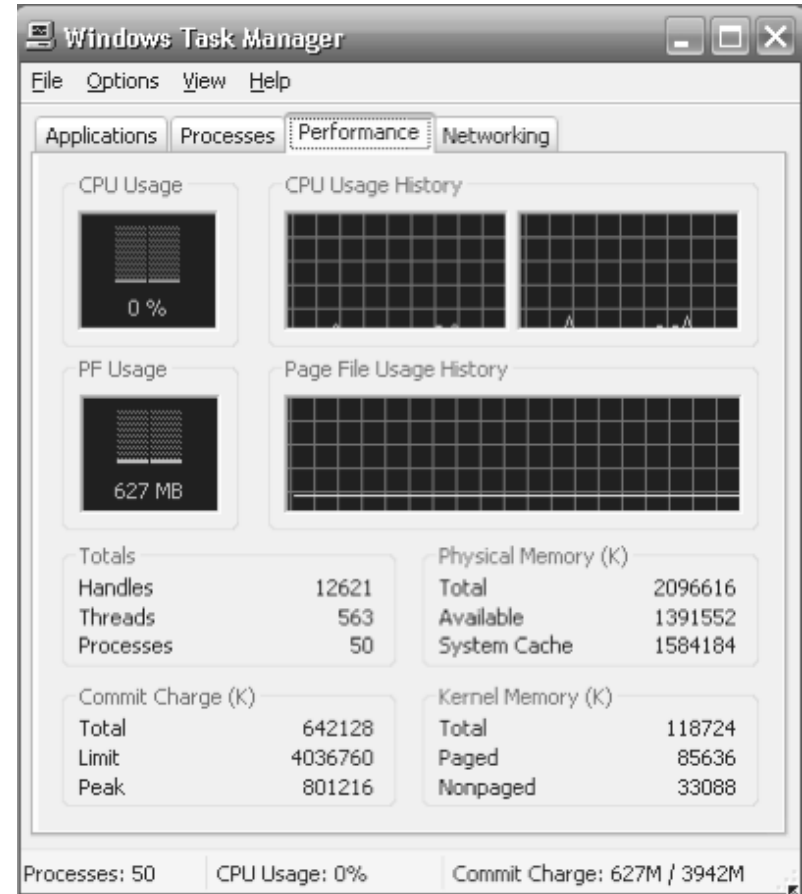 Windows Task Manager
File Options View Help
Applications Processes Performance Networking
CPU Usage CPU Usage History
0 %
PF Usage Page File Usage History
627 MB
Totals
Handles 12621
Threads 563
Processes 50
Physical Memory (K)
Total 2096616
Available 1391552
System Cache 1584184
Commit Charge (K)
Total 642128
Limit 4036760
Peak 801216
Kernel Memory (K)
Total 118724
Paged 85636
Nonpaged 33088
Processes: 50 CPU Usage: 0% Commit Charge: 627M / 3942M